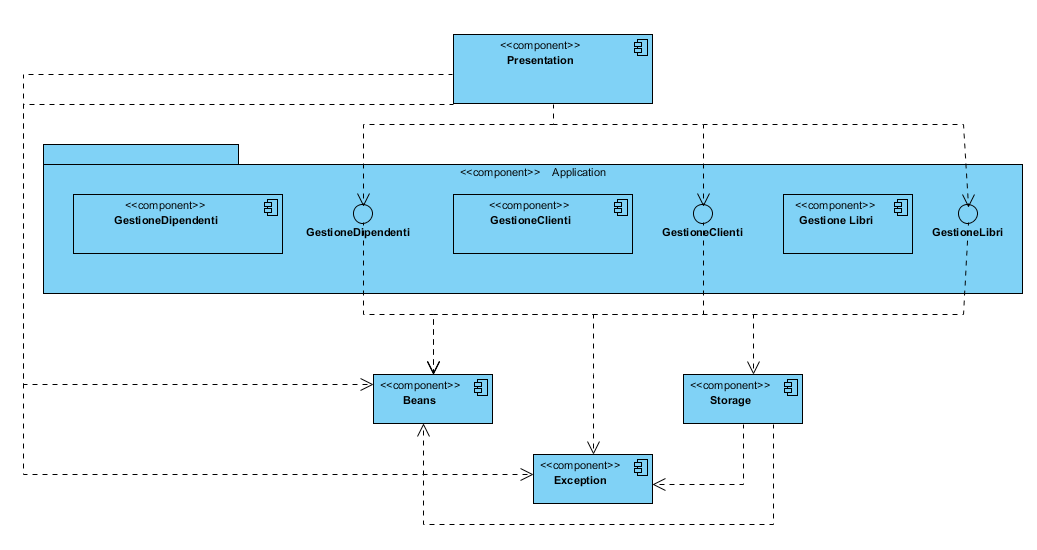 <<component>>
Presentation
<<component>> Application
<<component>>
GestioneDipendenti
GestioneDipendenti
<<component>>
GestioneClienti
GestioneClienti
<<component>>
Gestione Libri
GestioneLibri
<<component>>
Beans
<<component>>
Storage
<<component>>
Exception